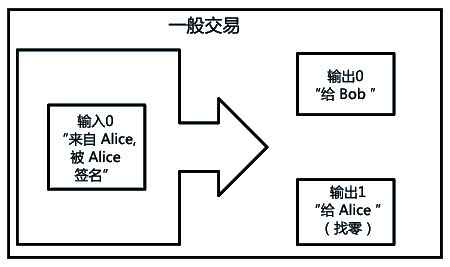 一般交易
输入0
“来自 Alice,
被 Alice
签名”
输出0
“给 Bob ”
输出1
“给 Alice ”
（找零）